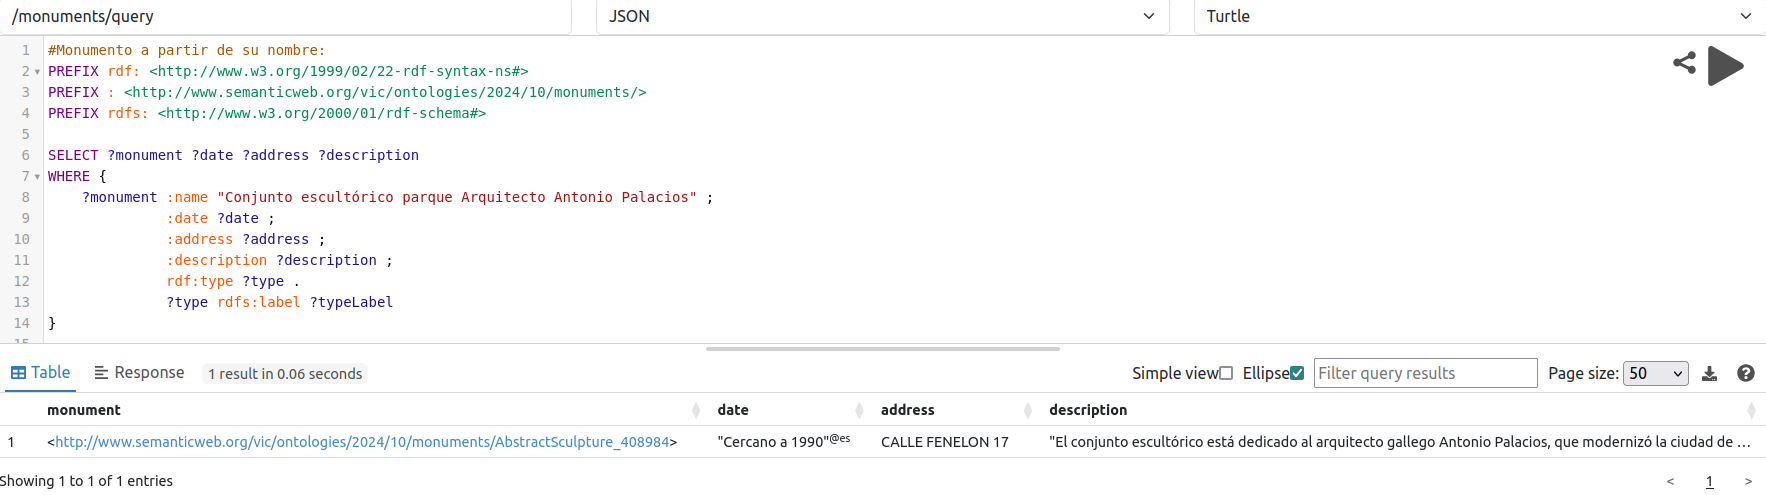 /monuments/query JSON Turtle
1 #Monumento a partir de su nombre:
2 PREFIX rdf: <http://www.w3.org/1999/02/22-rdf-syntax-ns#>
3 PREFIX : <http://www.semanticweb.org/vic/ontologies/2024/10/monuments/>
4 PREFIX rdfs: <http://www.w3.org/2000/01/rdf-schema#>
5
6 SELECT ?monument ?date ?address ?description
7 WHERE {
8 ?monument :name "Conjunto escultórico parque Arquitecto Antonio Palacios" ;
9 :date ?date ;
10 :address ?address ;
11 :description ?description ;
12 rdf:type ?type .
13 ?type rdfs:label ?typeLabel
14 }
15
Table Response 1 result in 0.06 seconds Simple view Ellipse Filter query results Page size: 50
monument date address description
1 <http://www.semanticweb.org/vic/ontologies/2024/10/monuments/AbstractSculpture_408984> "Cercano a 1990"@es CALLE FENELON 17 "El conjunto escultórico está dedicado al arquitecto gallego Antonio Palacios, que modernizó la ciudad de ...
Showing 1 to 1 of 1 entries < 1 >